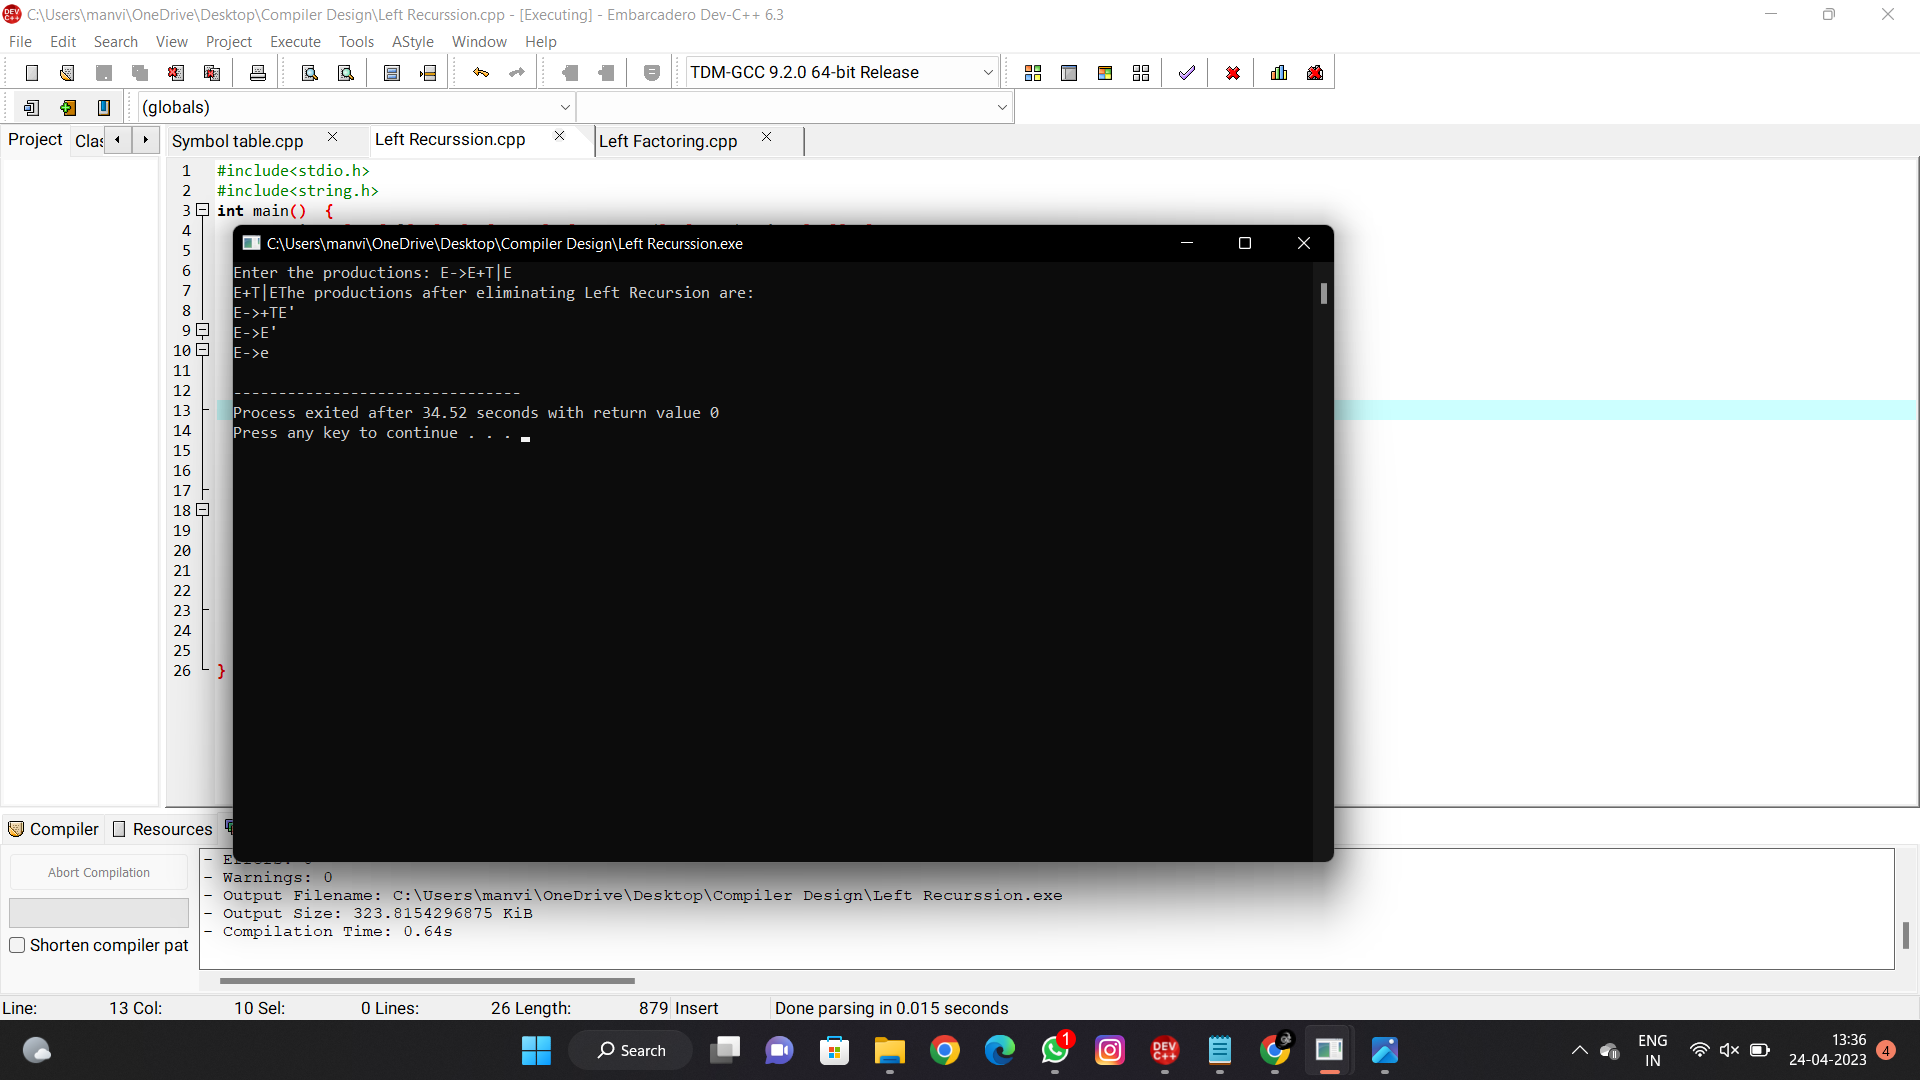 C:\Users\manvi\OneDrive\Desktop\Compiler Design\Left Recurssion.cpp - [Executing] - Embarcadero Dev-C++ 6.3
File Edit Search View Project Execute Tools AStyle Window Help
TDM-GCC 9.2.0 64-bit Release
(globals)
Project Clas Symbol table.cpp Left Recurssion.cpp Left Factoring.cpp
1 #include<stdio.h>
2 #include<string.h>
3 int main() {
4
5
6
7
8
9
10
11
12
13
14
15
16
17
18
19
20
21
22
23
24
25
26 }
C:\Users\manvi\OneDrive\Desktop\Compiler Design\Left Recurssion.exe
Enter the productions: E->E+T|E
E+T|EThe productions after eliminating Left Recursion are:
E->+TE'
E->E'
E->e
--------------------------------
Process exited after 34.52 seconds with return value 0
Press any key to continue . . .
Compiler Resources
Abort Compilation
Shorten compiler pat
- Warnings: 0
- Output Filename: C:\Users\manvi\OneDrive\Desktop\Compiler Design\Left Recurssion.exe
- Output Size: 323.8154296875 KiB
- Compilation Time: 0.64s
Line: 13 Col: 10 Sel: 0 Lines: 26 Length: 879 Insert Done parsing in 0.015 seconds
Search
1
DEV C++
ENG
IN
13:36
24-04-2023
4